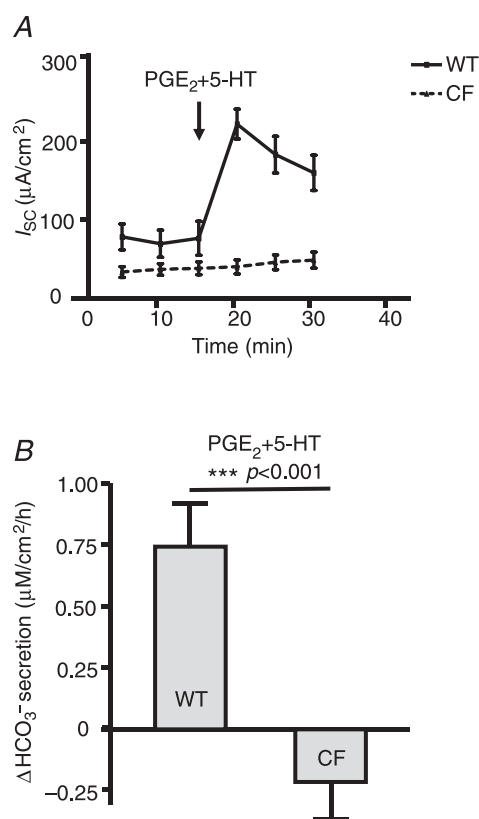 A
300
200
100
0
I_SC (µA/cm²)
PGE₂+5-HT
WT
CF
0 10 20 30 40
Time (min)
B
PGE₂+5-HT
*** p<0.001
1.00
0.75
0.50
0.25
0
−0.25
ΔHCO₃⁻ secretion (µM/cm²/h)
WT
CF